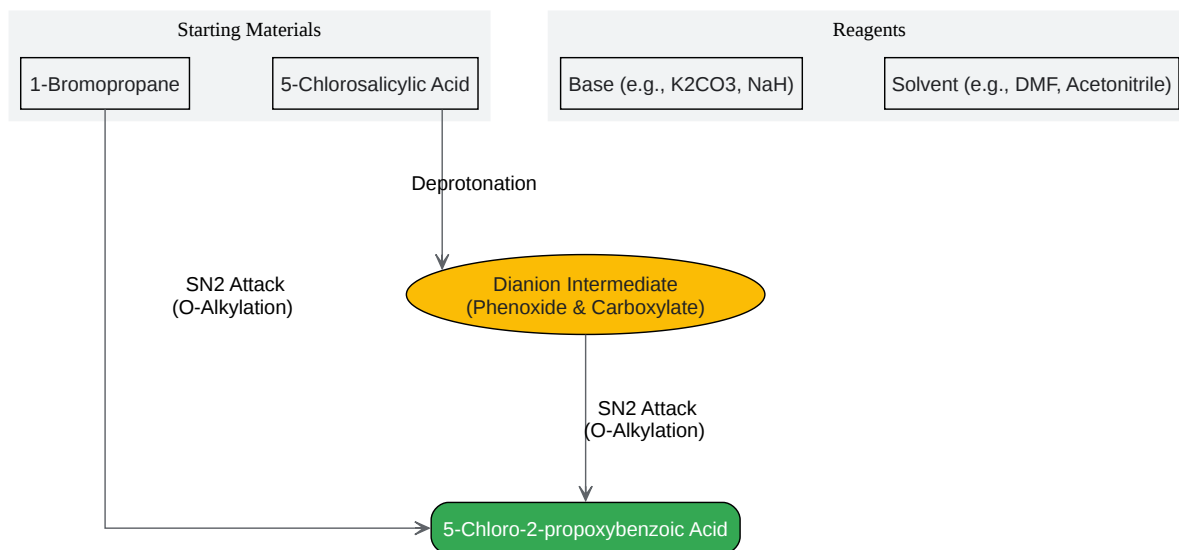 Starting Materials
Reagents
1-Bromopropane
5-Chlorosalicylic Acid
Base (e.g., K2CO3, NaH)
Solvent (e.g., DMF, Acetonitrile)
Deprotonation
SN2 Attack
(O-Alkylation)
Dianion Intermediate
(Phenoxide & Carboxylate)
SN2 Attack
(O-Alkylation)
5-Chloro-2-propoxybenzoic Acid